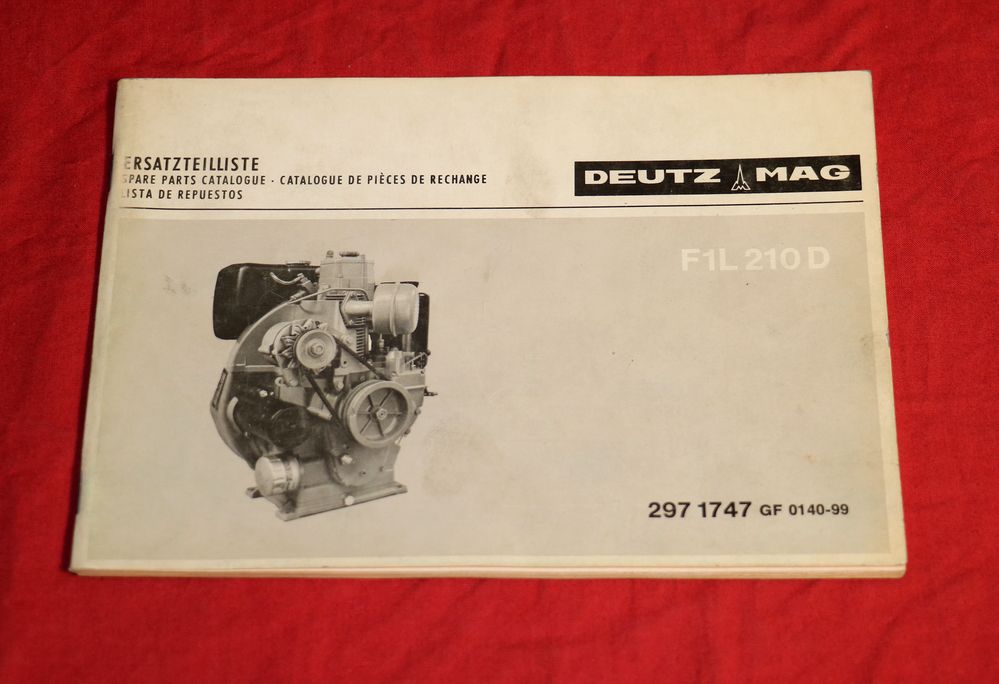 ERSATZTEILLISTE
SPARE PARTS CATALOGUE · CATALOGUE DE PIÈCES DE RECHANGE
LISTA DE REPUESTOS
DEUTZ MAG
F1L 210 D
297 1747 GF 0140-99